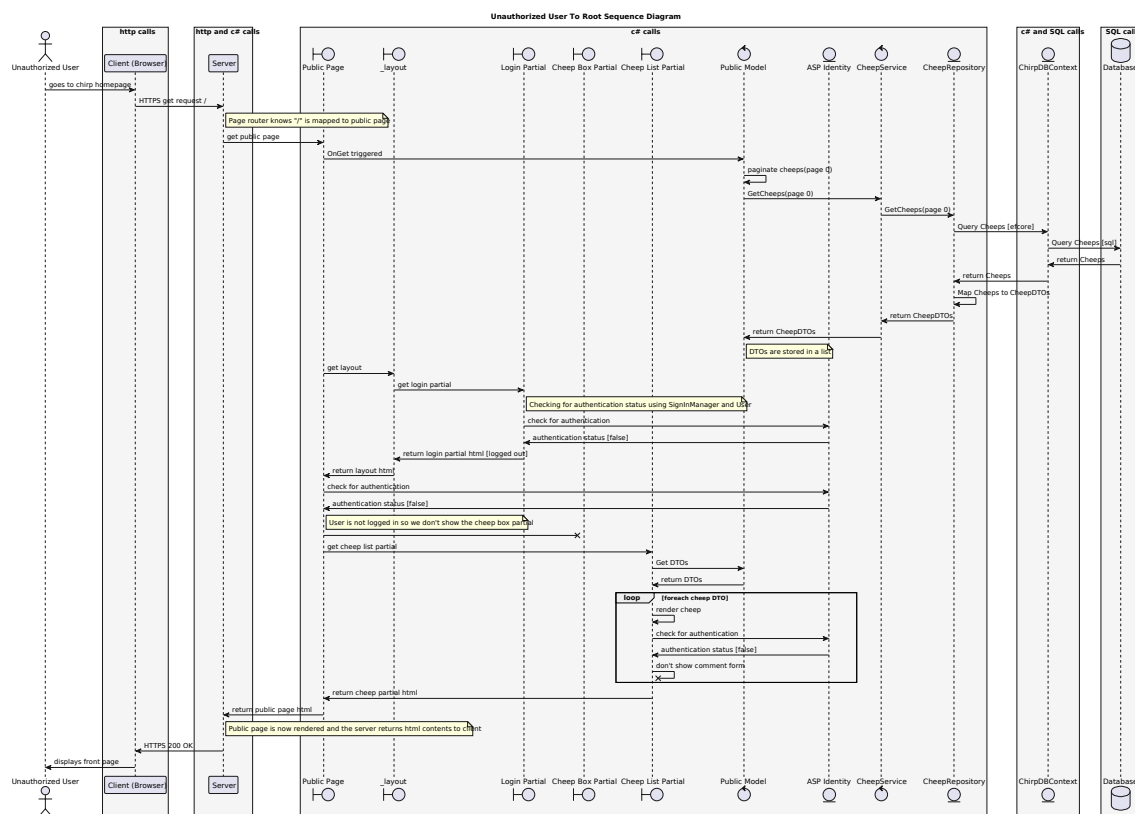 Unauthorized User To Root Sequence Diagram
http calls
http and c# calls
c# calls
c# and SQL calls
SQL call
Unauthorized User
Client (Browser)
Server
Public Page
_layout
Login Partial
Cheep Box Partial
Cheep List Partial
Public Model
ASP Identity
CheepService
CheepRepository
ChirpDBContext
Database
goes to chirp homepage
HTTPS get request /
Page router knows "/" is mapped to public page
get public page
OnGet triggered
paginate cheeps(page 0)
GetCheeps(page 0)
GetCheeps(page 0)
Query Cheeps [efcore]
Query Cheeps [sql]
return Cheeps
return Cheeps
Map Cheeps to CheepDTOs
return CheepDTOs
return CheepDTOs
DTOs are stored in a list
get layout
get login partial
Checking for authentication status using SignInManager and User
check for authentication
authentication status [false]
return login partial html [logged out]
return layout html
check for authentication
authentication status [false]
User is not logged in so we don't show the cheep box partial
get cheep list partial
Get DTOs
return DTOs
loop [foreach cheep DTO]
render cheep
check for authentication
authentication status [false]
don't show comment form
return cheep partial html
return public page html
Public page is now rendered and the server returns html contents to client
HTTPS 200 OK
displays front page
Unauthorized User
Client (Browser)
Server
Public Page
_layout
Login Partial
Cheep Box Partial
Cheep List Partial
Public Model
ASP Identity
CheepService
CheepRepository
ChirpDBContext
Database